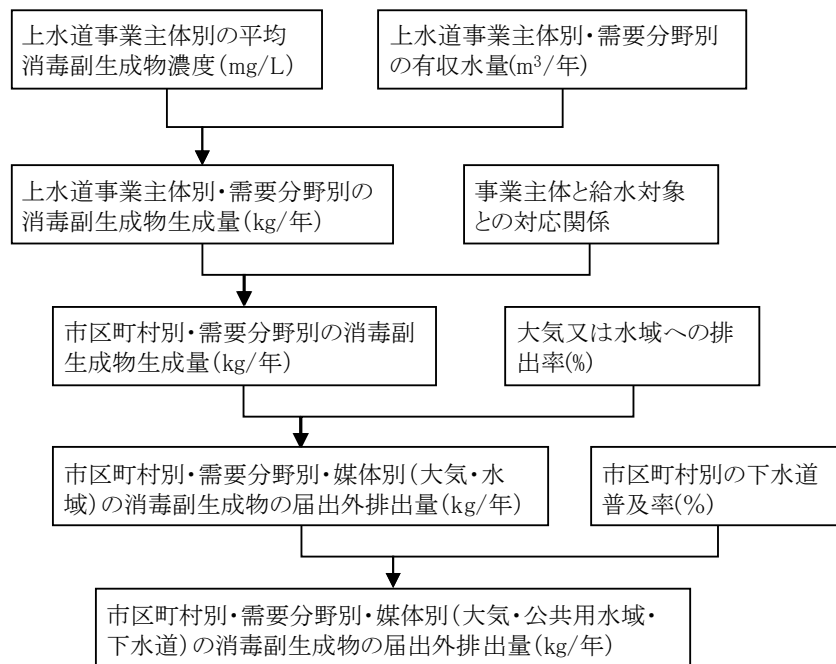 上水道事業主体別の平均
消毒副生成物濃度(mg/L)
上水道事業主体別・需要分野別
の有収水量(m³/年)
上水道事業主体別・需要分野別の
消毒副生成物生成量(kg/年)
事業主体と給水対象
との対応関係
市区町村別・需要分野別の消毒副
生成物生成量(kg/年)
大気又は水域への排
出率(%)
市区町村別・需要分野別・媒体別(大気・水
域)の消毒副生成物の届出外排出量(kg/年)
市区町村別の下水道
普及率(%)
市区町村別・需要分野別・媒体別(大気・公共用水域・
下水道)の消毒副生成物の届出外排出量(kg/年)